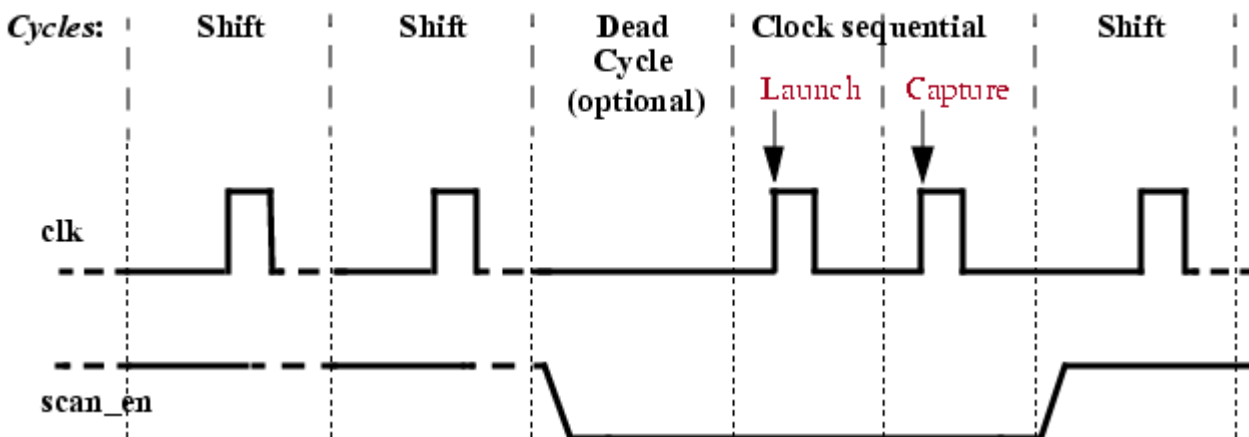 Cycles: Shift Shift Dead Clock sequential Shift
Cycle
(optional)
Launch Capture
clk
scan_en